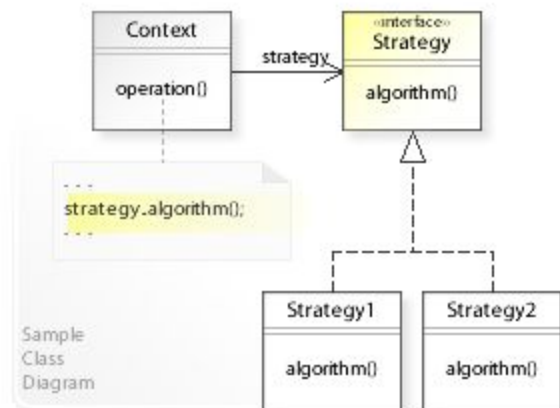 Context
operation()
strategy
«interface»
Strategy
algorithm()
. . .
strategy.algorithm();
. . .
Strategy1
algorithm()
Strategy2
algorithm()
Sample
Class
Diagram